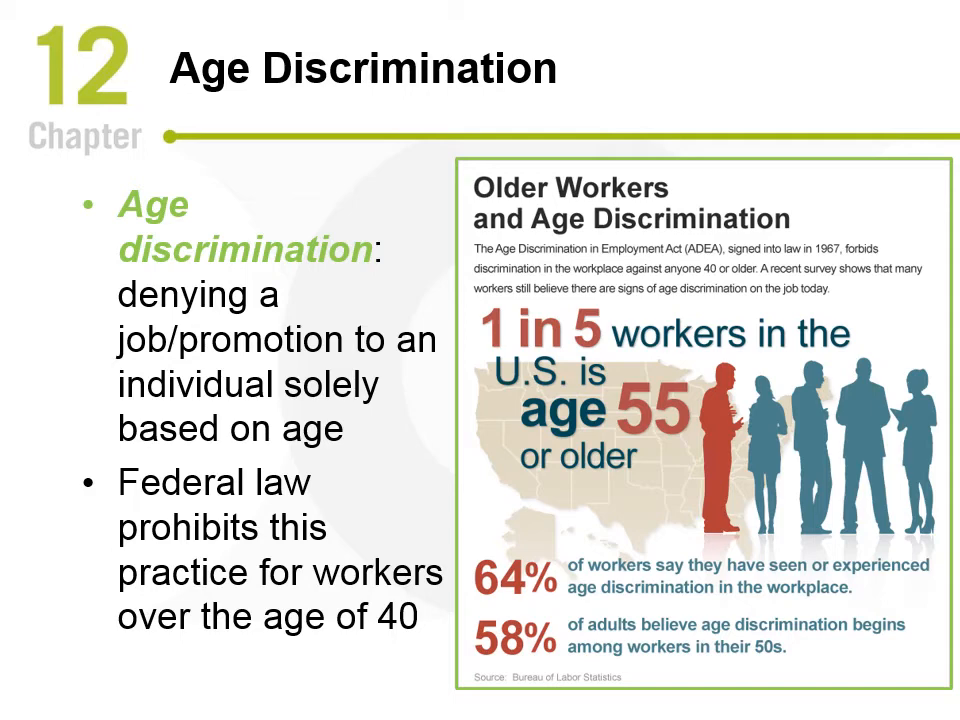 12
Chapter
Age Discrimination
• Age
discrimination:
denying a
job/promotion to an
individual solely
based on age
• Federal law
prohibits this
practice for workers
over the age of 40
Older Workers
and Age Discrimination
The Age Discrimination in Employment Act (ADEA), signed into law in 1967, forbids
discrimination in the workplace against anyone 40 or older. A recent survey shows that many
workers still believe there are signs of age discrimination on the job today.
1 in 5 workers in the
U.S. is
age 55
or older
64% of workers say they have seen or experienced
age discrimination in the workplace.
58% of adults believe age discrimination begins
among workers in their 50s.
Source: Bureau of Labor Statistics